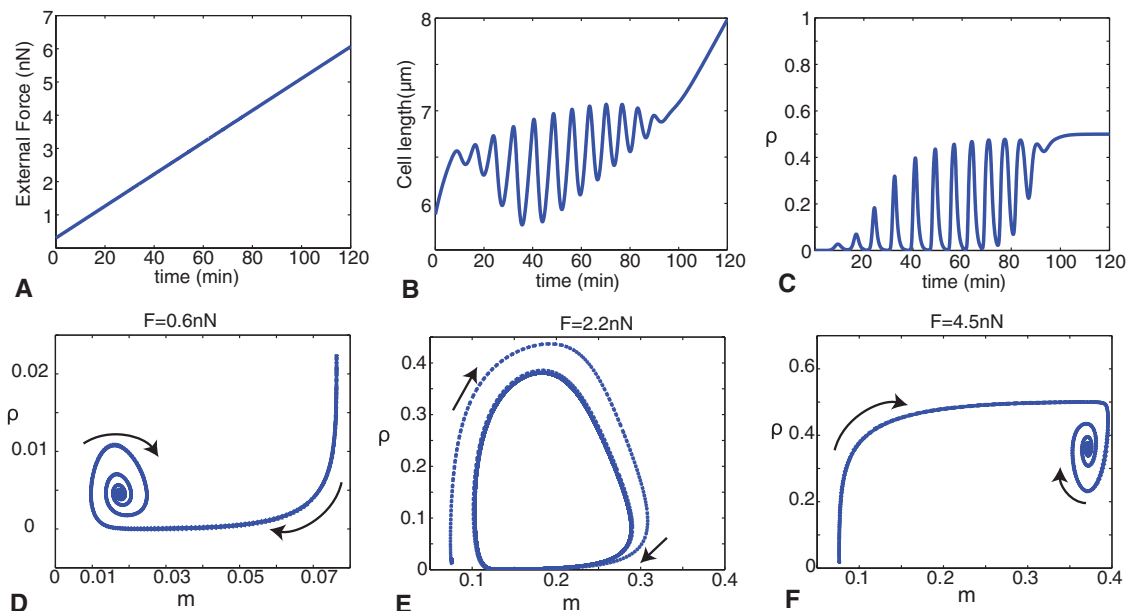 External Force (nN)
7
6
5
4
3
2
1
0 20 40 60 80 100 120
time (min)
A
Cell length(μm)
8
7
6
0 20 40 60 80 100 120
time (min)
B
ρ
1
0.8
0.6
0.4
0.2
0
0 20 40 60 80 100 120
time (min)
C
F=0.6nN
ρ
0.02
0.01
0
0 0.01 0.03 0.05 0.07
m
D
F=2.2nN
ρ
0.4
0.3
0.2
0.1
0
0.1 0.2 0.3 0.4
m
E
F=4.5nN
ρ
0.6
0.4
0.2
0
0.1 0.2 0.3 0.4
m
F